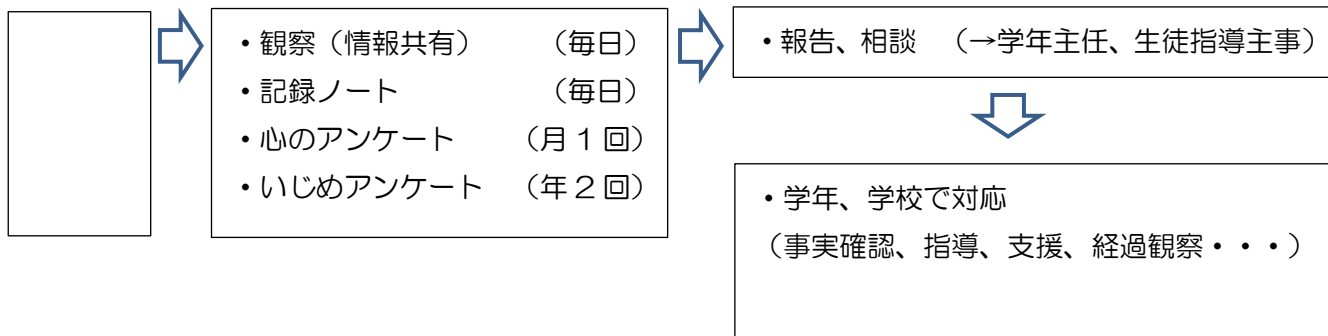 ・観察（情報共有）　　（毎日）
・記録ノート　　　　　（毎日）
・心のアンケート　　（月１回）
・いじめアンケート　（年２回）
・報告、相談　（→学年主任、生徒指導主事）
・学年、学校で対応
（事実確認、指導、支援、経過観察・・・）